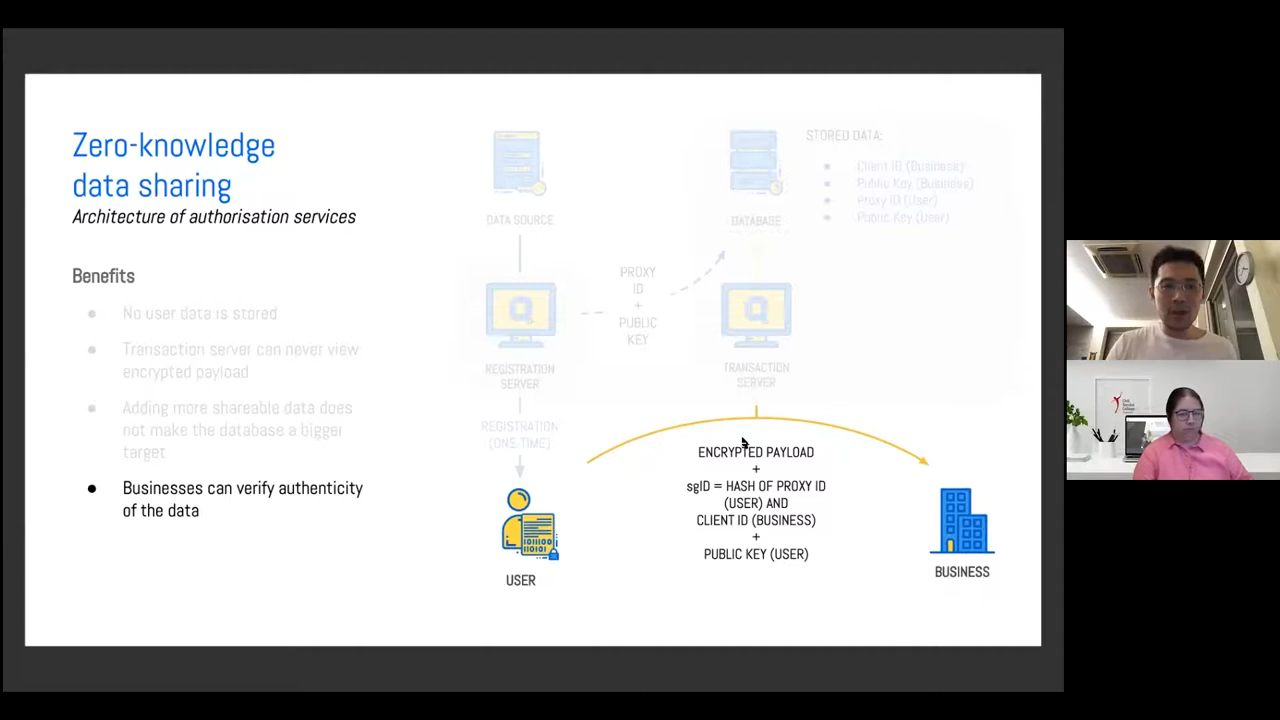 Zero-knowledge
data sharing
Architecture of authorisation services
Benefits
● No user data is stored
● Transaction server can never view
encrypted payload
● Adding more shareable data does
not make the database a bigger
target
● Businesses can verify authenticity
of the data
DATA SOURCE
DATABASE
STORED DATA:
● Client ID (Business)
● Public Key (Business)
● Proxy ID (User)
● Public Key (User)
PROXY
ID
+
PUBLIC
KEY
REGISTRATION
SERVER
TRANSACTION
SERVER
REGISTRATION
(ONE-TIME)
ENCRYPTED PAYLOAD
+
sgID = HASH OF PROXY ID
(USER) AND
CLIENT ID (BUSINESS)
+
PUBLIC KEY (USER)
USER
BUSINESS